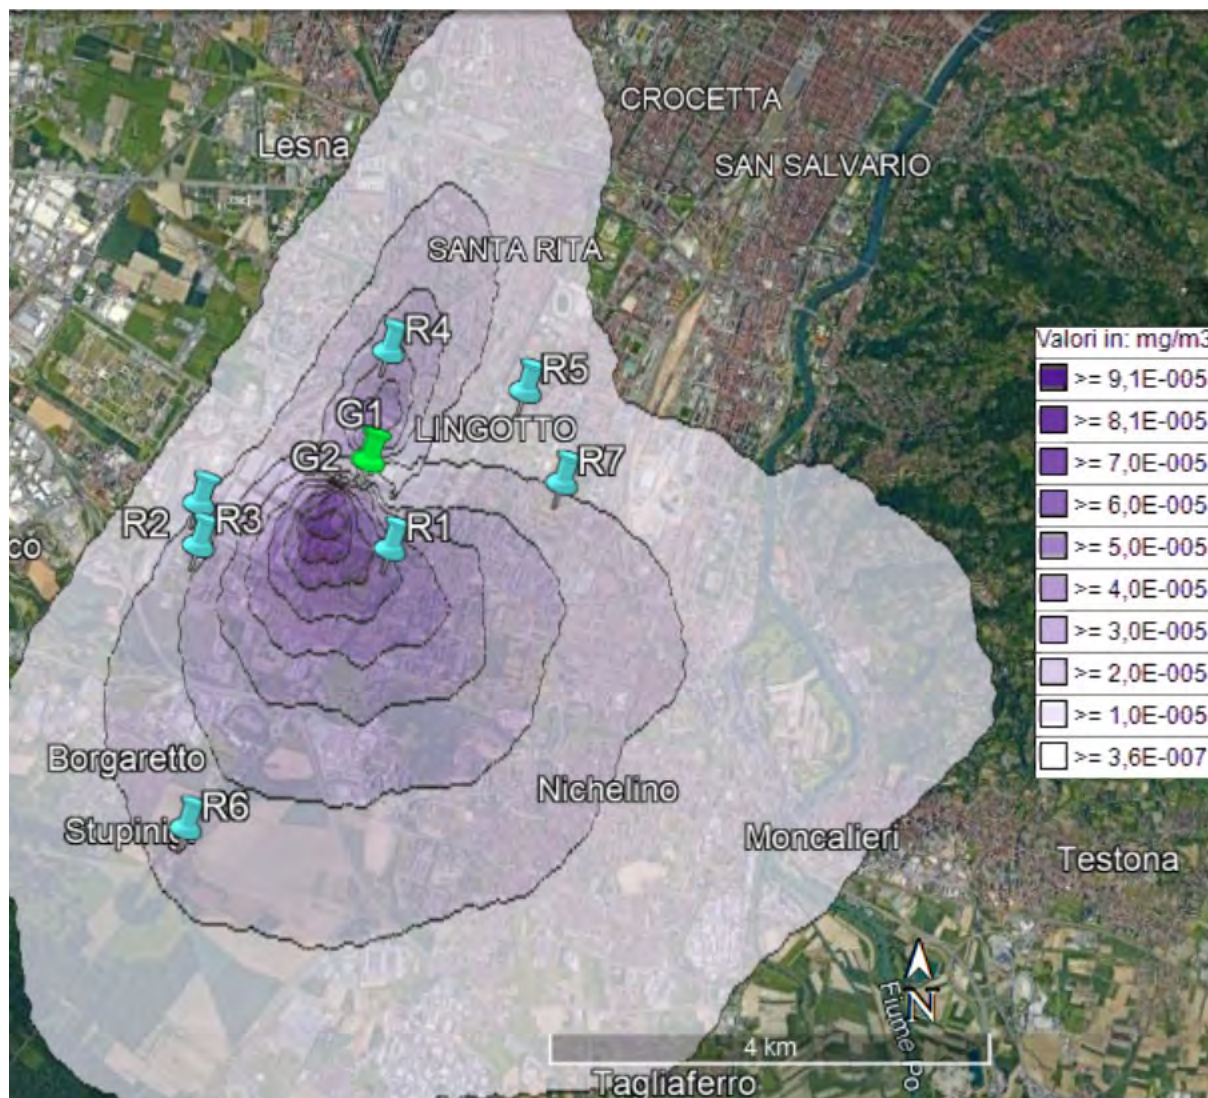 CROCETTA
Lesna
SAN SALVARIO
SANTA RITA
R4
R5
G1
LINGOTTO
G2
R7
R2
R3
R1
co
Borgaretto
R6
Stupinig
Nichelino
Moncalieri
Testona
Fiume Po
N
4 km
Tagliaferro
Valori in: mg/m3
>= 9,1E-005
>= 8,1E-005
>= 7,0E-005
>= 6,0E-005
>= 5,0E-005
>= 4,0E-005
>= 3,0E-005
>= 2,0E-005
>= 1,0E-005
>= 3,6E-007